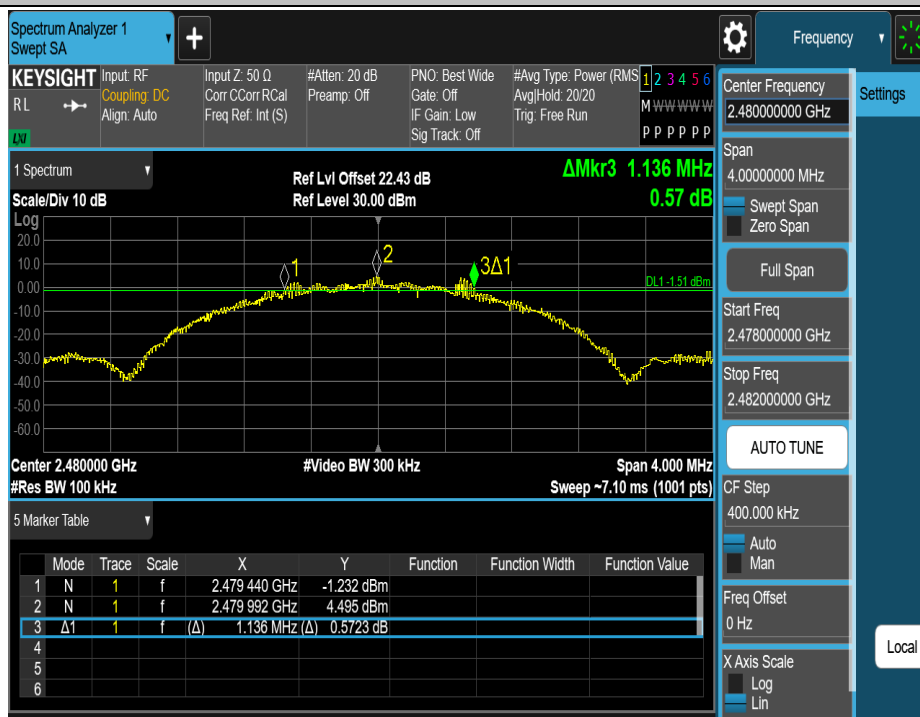 Spectrum Analyzer 1
Swept SA
+
Frequency
KEYSIGHT
RL
LXI
Input: RF
Coupling: DC
Align: Auto
Input Z: 50 Ω
Corr CCorr RCal
Freq Ref: Int (S)
#Atten: 20 dB
Preamp: Off
PNO: Best Wide
Gate: Off
IF Gain: Low
Sig Track: Off
#Avg Type: Power (RMS
Avg|Hold: 20/20
Trig: Free Run
1 2 3 4 5 6
M W W W W W
P P P P P P
1 Spectrum
Scale/Div 10 dB
Ref Lvl Offset 22.43 dB
Ref Level 30.00 dBm
ΔMkr3 1.136 MHz
0.57 dB
Log
20.0
10.0
0.00
-10.0
-20.0
-30.0
-40.0
-50.0
-60.0
1
2
3Δ1
DL1 -1.51 dBm
Center 2.480000 GHz
#Video BW 300 kHz
Span 4.000 MHz
#Res BW 100 kHz
Sweep ~7.10 ms (1001 pts)
5 Marker Table
Mode Trace Scale X Y Function Function Width Function Value
1 N 1 f 2.479 440 GHz -1.232 dBm
2 N 1 f 2.479 992 GHz 4.495 dBm
3 Δ1 1 f (Δ) 1.136 MHz (Δ) 0.5723 dB
4
5
6
Center Frequency
2.480000000 GHz
Span
4.00000000 MHz
Swept Span
Zero Span
Full Span
Start Freq
2.478000000 GHz
Stop Freq
2.482000000 GHz
AUTO TUNE
CF Step
400.000 kHz
Auto
Man
Freq Offset
0 Hz
X Axis Scale
Log
Lin
Settings
Local